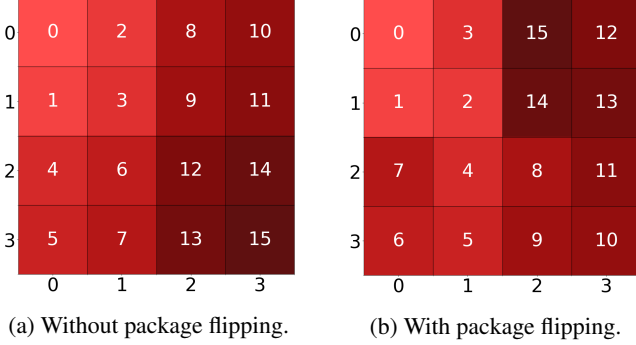 0 0 2 8 10
1 1 3 9 11
2 4 6 12 14
3 5 7 13 15
0 1 2 3
(a) Without package flipping.
0 0 3 15 12
1 1 2 14 13
2 7 4 8 11
3 6 5 9 10
0 1 2 3
(b) With package flipping.